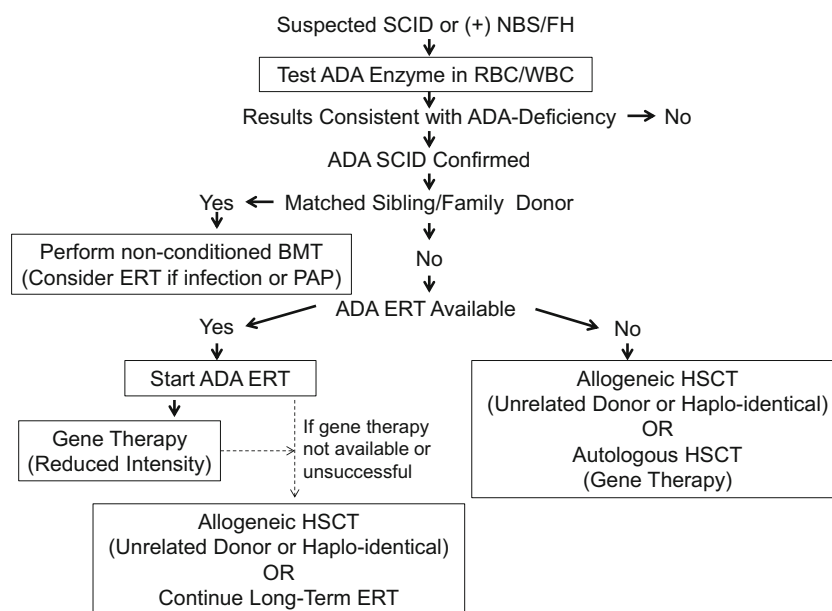 Suspected SCID or (+) NBS/FH
Test ADA Enzyme in RBC/WBC
Results Consistent with ADA-Deficiency
No
ADA SCID Confirmed
Yes
Matched Sibling/Family Donor
Perform non-conditioned BMT
(Consider ERT if infection or PAP)
No
ADA ERT Available
Yes
No
Start ADA ERT
Gene Therapy
(Reduced Intensity)
If gene therapy
not available or
unsuccessful
Allogeneic HSCT
(Unrelated Donor or Haplo-identical)
OR
Autologous HSCT
(Gene Therapy)
Allogeneic HSCT
(Unrelated Donor or Haplo-identical)
OR
Continue Long-Term ERT